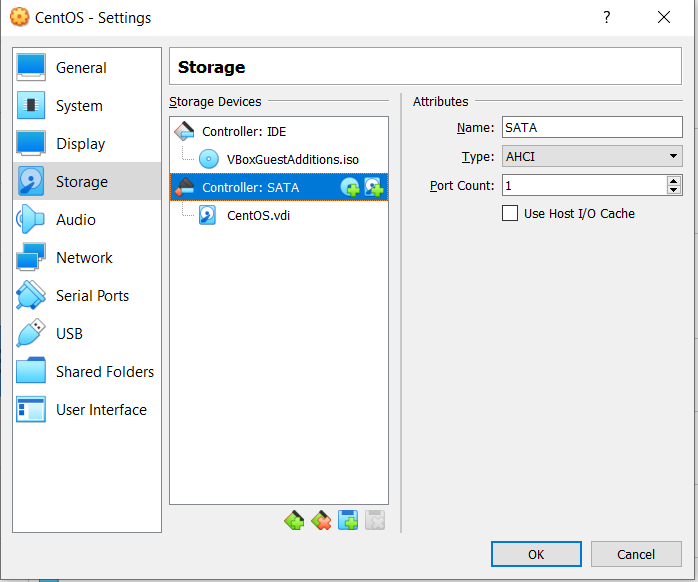 CentOS - Settings
?
General
System
Display
Storage
Audio
Network
Serial Ports
USB
Shared Folders
User Interface
Storage
Storage Devices
Controller: IDE
VBoxGuestAdditions.iso
Controller: SATA
CentOS.vdi
Attributes
Name: SATA
Type: AHCI
Port Count: 1
Use Host I/O Cache
OK
Cancel